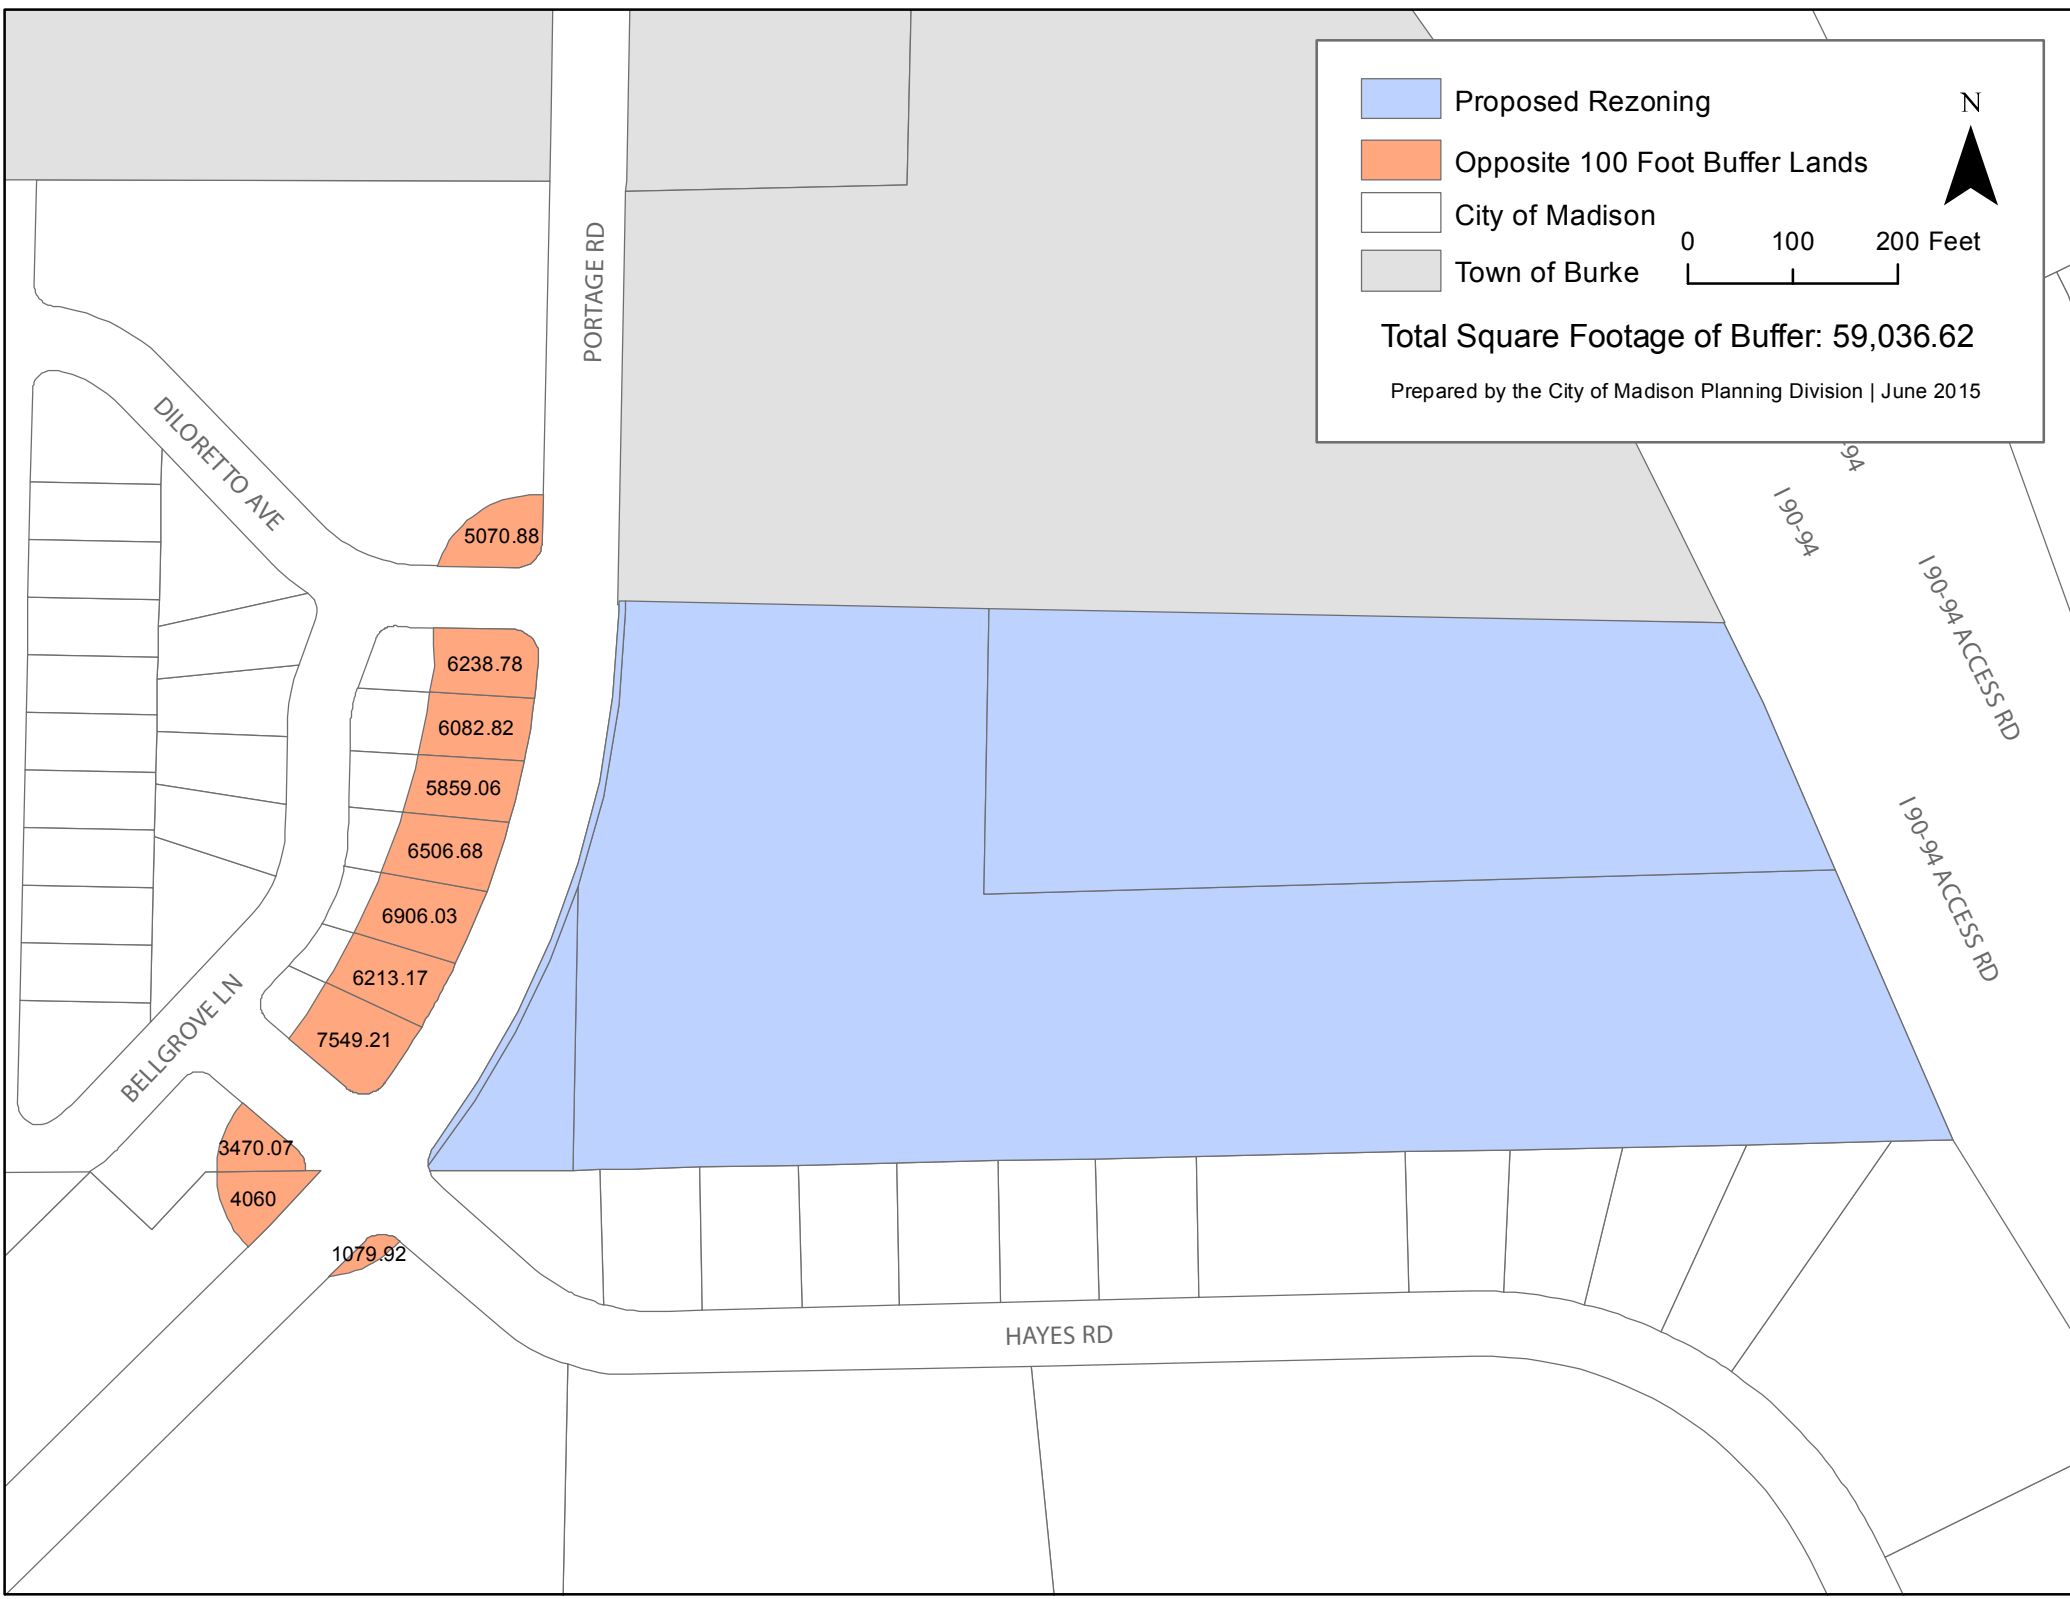 Proposed Rezoning
Opposite 100 Foot Buffer Lands
City of Madison
Town of Burke
N
0 100 200 Feet
Total Square Footage of Buffer: 59,036.62
Prepared by the City of Madison Planning Division | June 2015
PORTAGE RD
DILORETTO AVE
-94
I 90-94
I 90-94 ACCESS RD
I 90-94 ACCESS RD
5070.88
6238.78
6082.82
5859.06
6506.68
6906.03
6213.17
7549.21
BELLGROVE LN
3470.07
4060
1079.92
HAYES RD